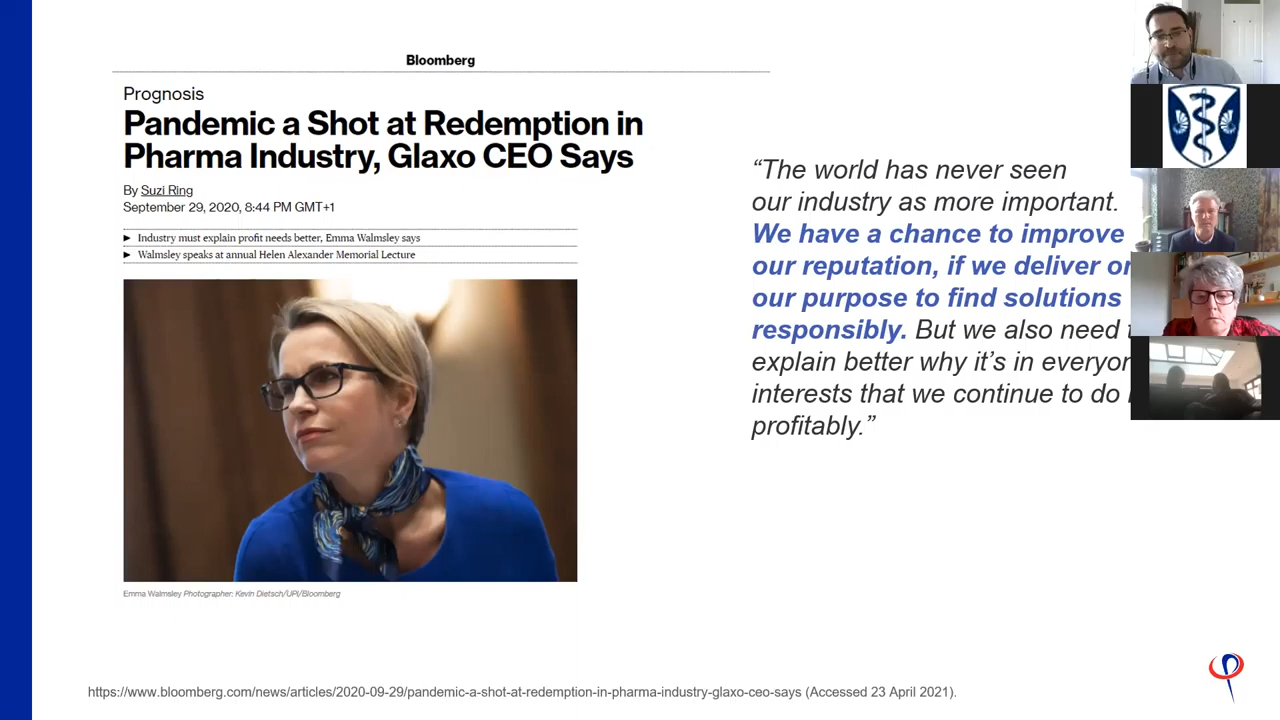 Bloomberg
Prognosis
Pandemic a Shot at Redemption in
Pharma Industry, Glaxo CEO Says
By Suzi Ring
September 29, 2020, 8:44 PM GMT+1
▶ Industry must explain profit needs better, Emma Walmsley says
▶ Walmsley speaks at annual Helen Alexander Memorial Lecture
Emma Walmsley Photographer: Kevin Dietsch/UPI/Bloomberg
“The world has never seen
our industry as more important.
We have a chance to improve
our reputation, if we deliver
our purpose to find solutions
responsibly. But we also need
explain better why it’s in
interests that we continue to do
profitably.”
https://www.bloomberg.com/news/articles/2020-09-29/pandemic-a-shot-at-redemption-in-pharma-industry-glaxo-ceo-says (Accessed 23 April 2021).